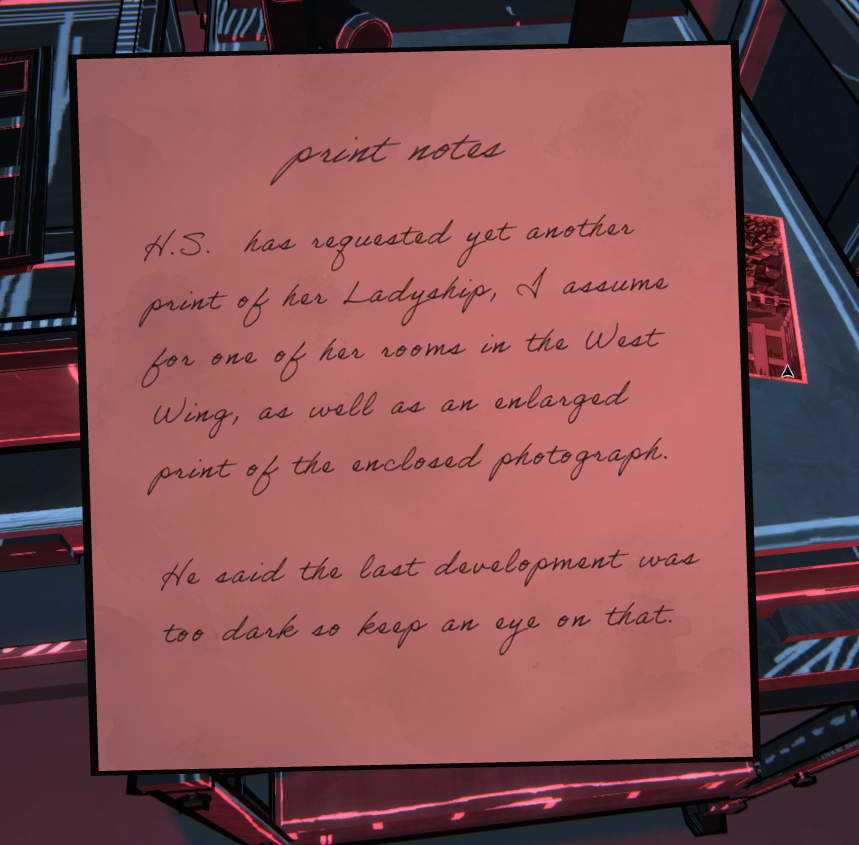 print notes
H.S. has requested yet another
print of her Ladyship, I assume
for one of her rooms in the West
Wing, as well as an enlarged
print of the enclosed photograph.
He said the last development was
too dark so keep an eye on that.